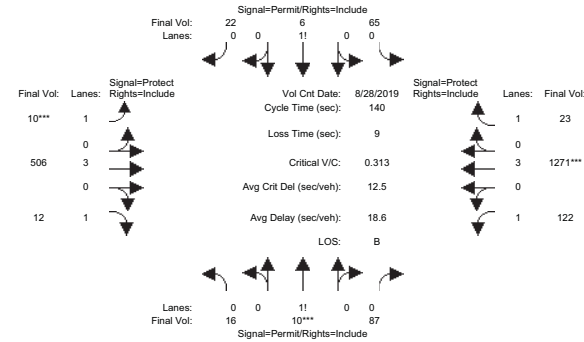 Signal=Permit/Rights=Include
Final Vol: 22 6 65
Lanes: 0 0 1! 0 0
Signal=Protect Signal=Protect
Final Vol: Lanes: Rights=Include Vol Cnt Date: 8/28/2019 Rights=Include Lanes: Final Vol:
Cycle Time (sec): 140
10*** 1 1 23
Loss Time (sec): 9
0 0
506 3 Critical V/C: 0.313 3 1271***
0 Avg Crit Del (sec/veh): 12.5 0
12 1 Avg Delay (sec/veh): 18.6 1 122
LOS: B
Lanes: 0 0 1! 0 0
Final Vol: 16 10*** 87
Signal=Permit/Rights=Include